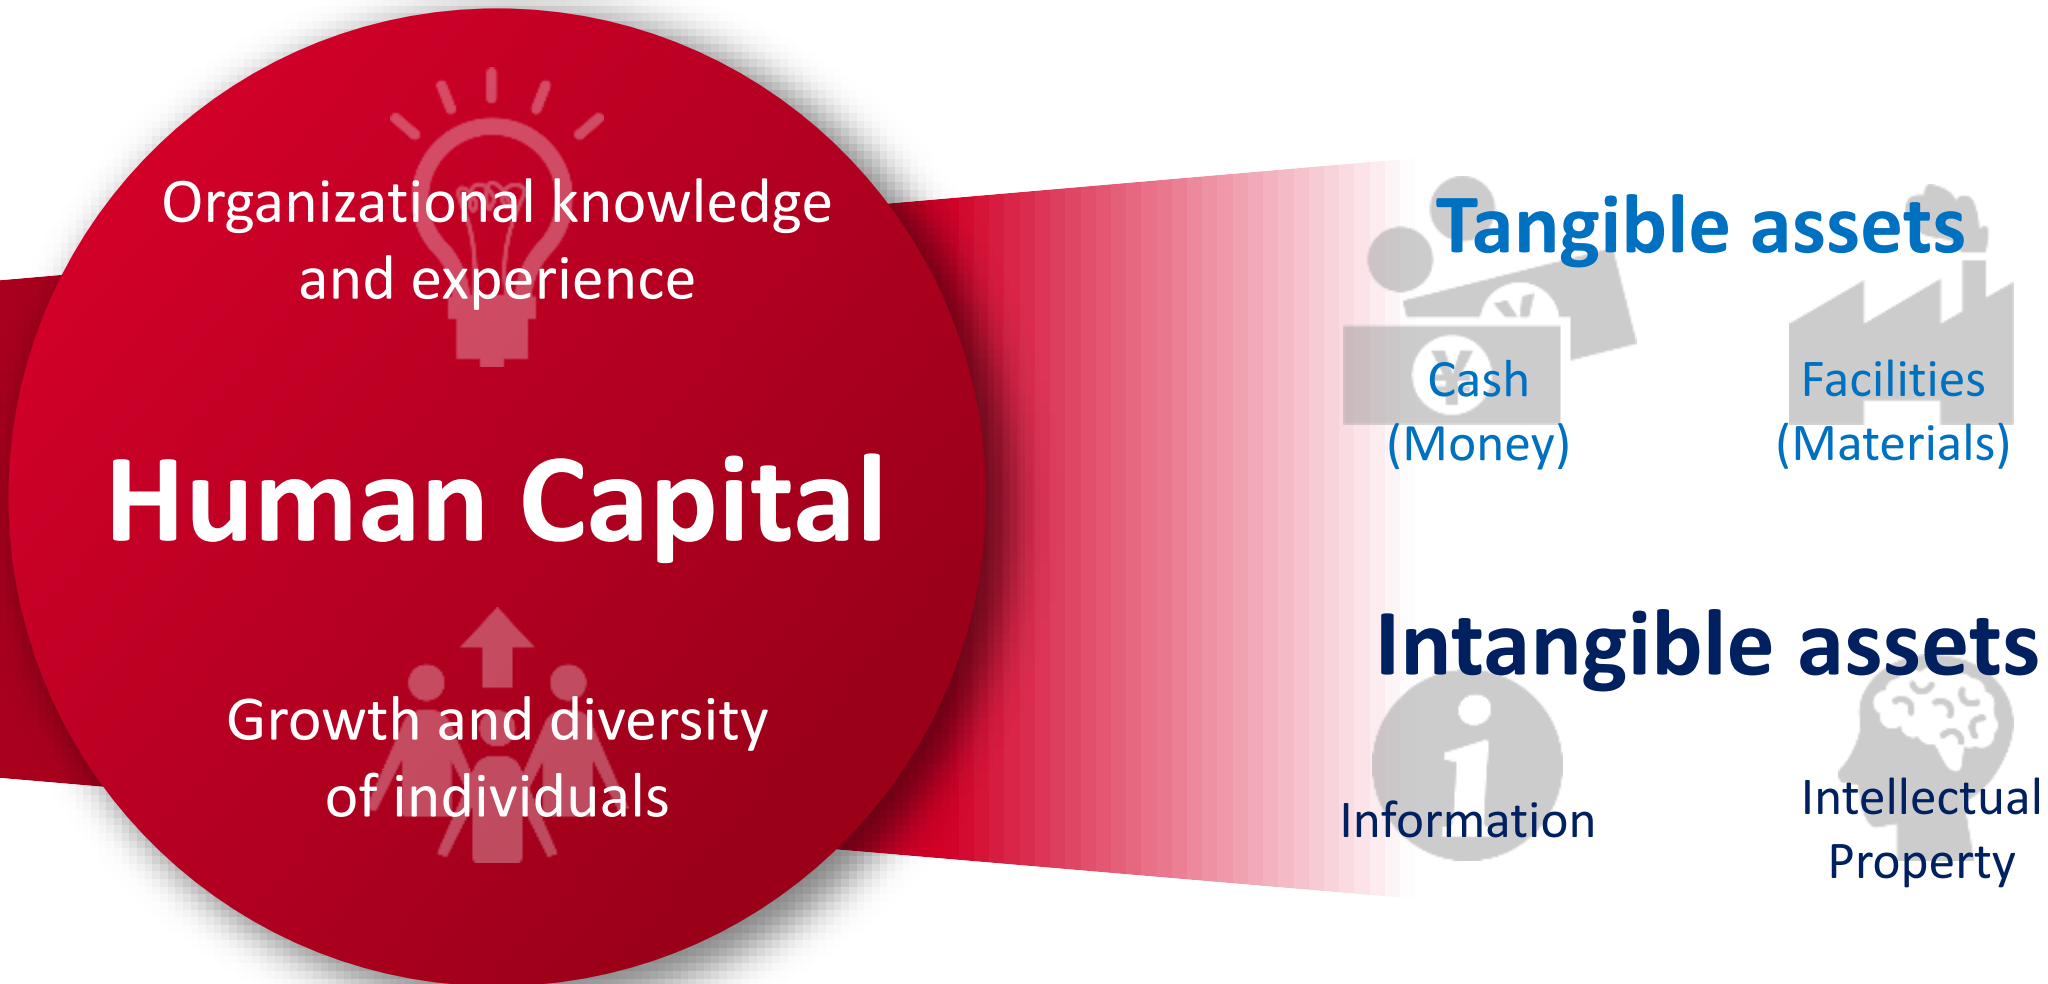 Organizational knowledge
and experience
Human Capital
Growth and diversity
of individuals
Tangible assets
¥
¥
Cash
(Money)
Facilities
(Materials)
Intangible assets
i
Information
Intellectual
Property